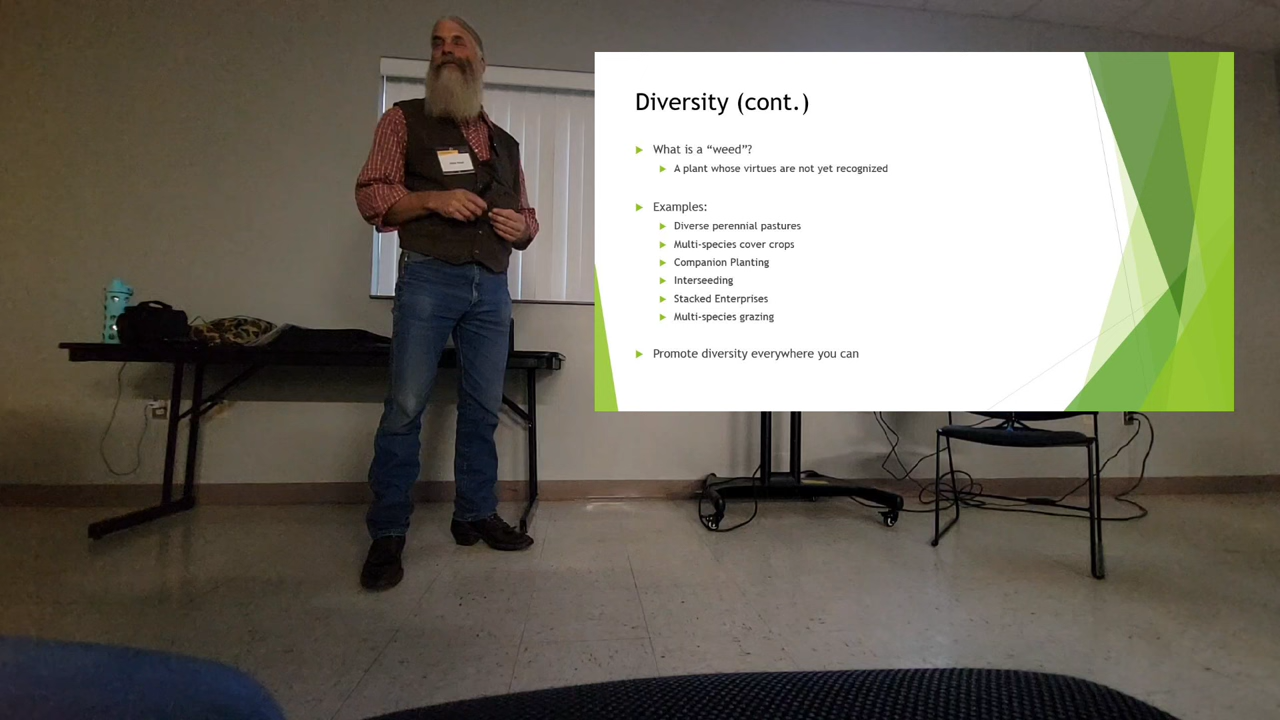 Diversity (cont.)
What is a “weed”?
A plant whose virtues are not yet recognized
Examples:
Diverse perennial pastures
Multi-species cover crops
Companion Planting
Interseeding
Stacked Enterprises
Multi-species grazing
Promote diversity everywhere you can